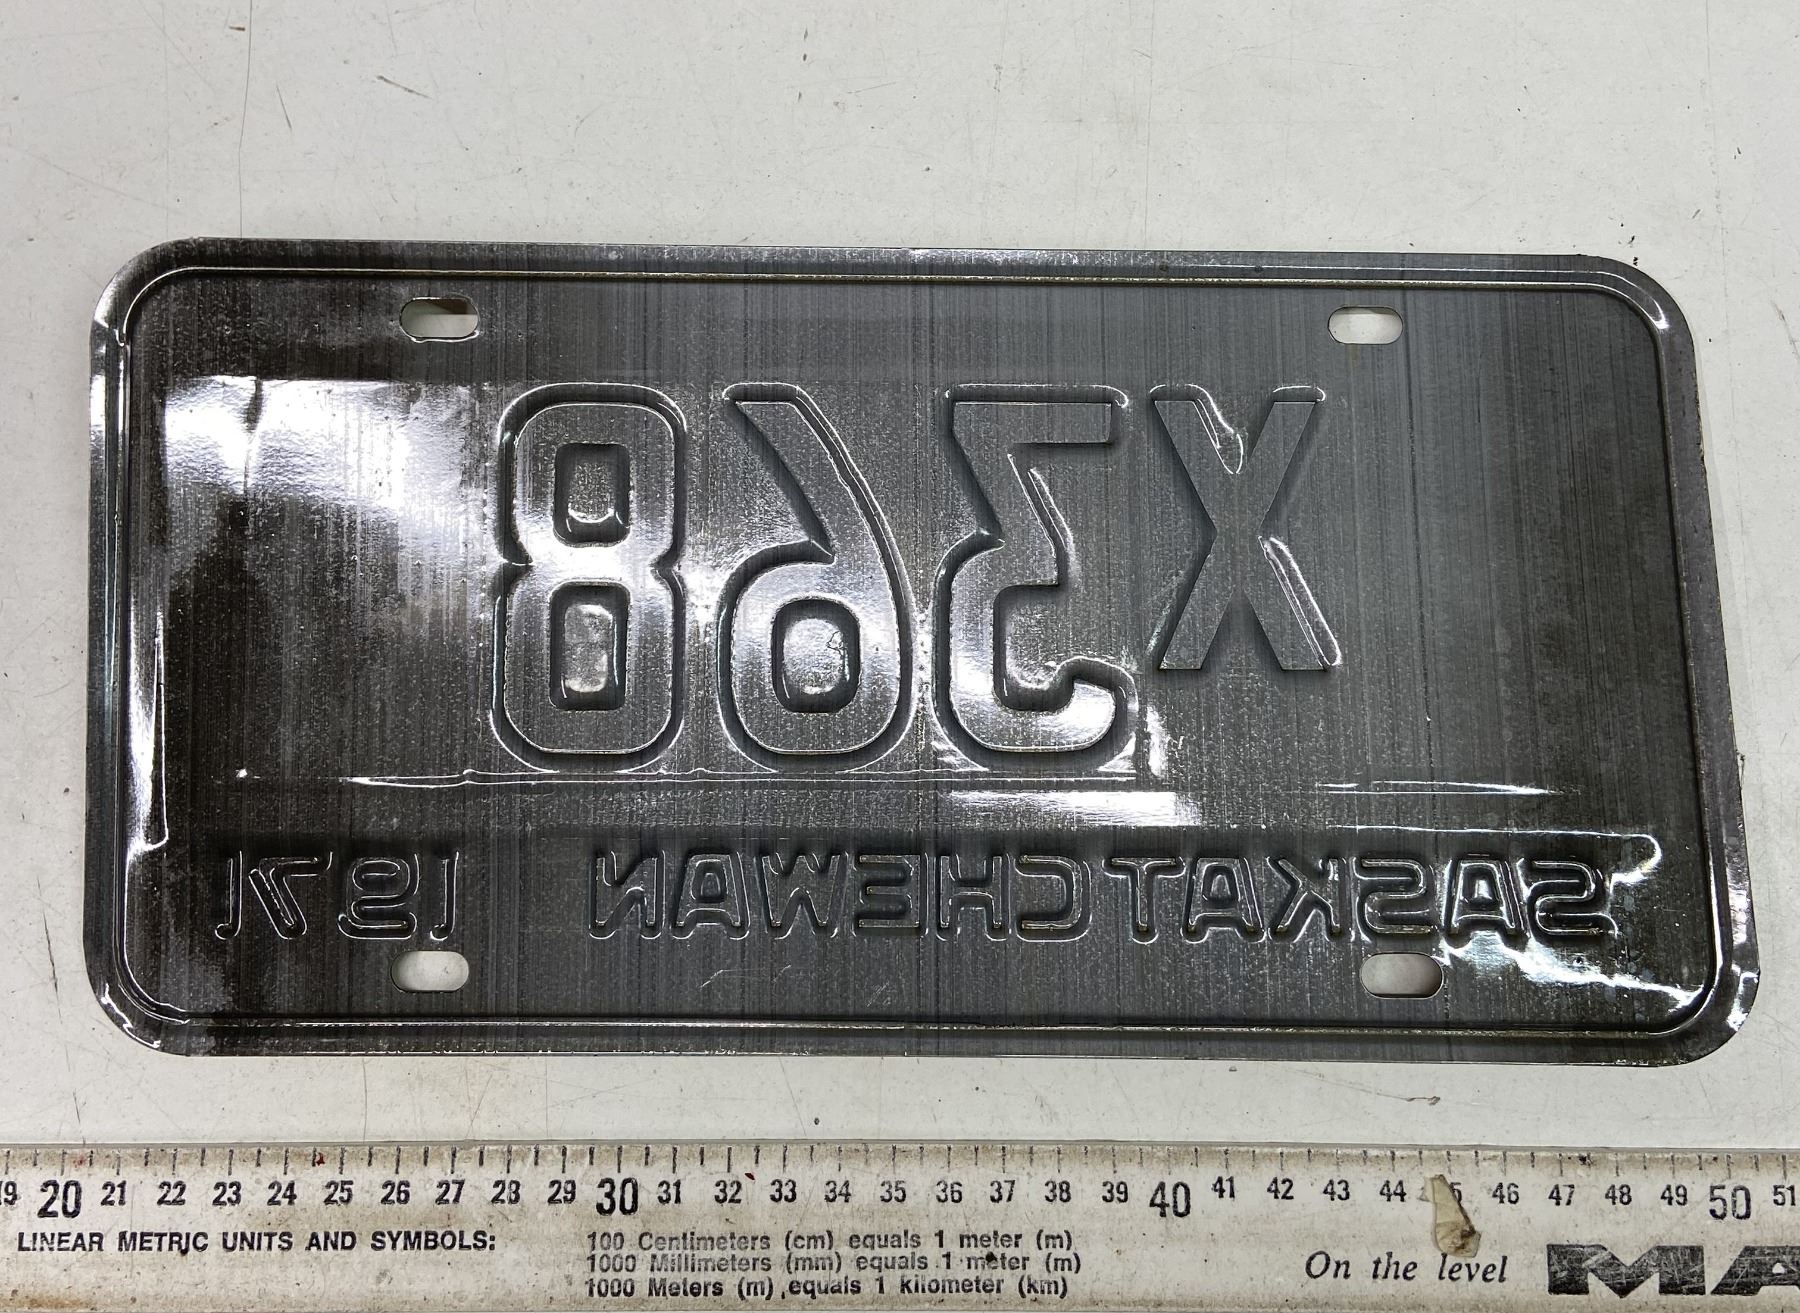 X368
SASKATCHEWAN 1971
19 20 21 22 23 24 25 26 27 28 29 30 31 32 33 34 35 36 37 38 39 40 41 42 43 44 45 46 47 48 49 50 51
LINEAR METRIC UNITS AND SYMBOLS:
100 Centimeters (cm) equals 1 meter (m)
1000 Millimeters (mm) equals 1 meter (m)
1000 Meters (m) equals 1 kilometer (km)
On the level
MA